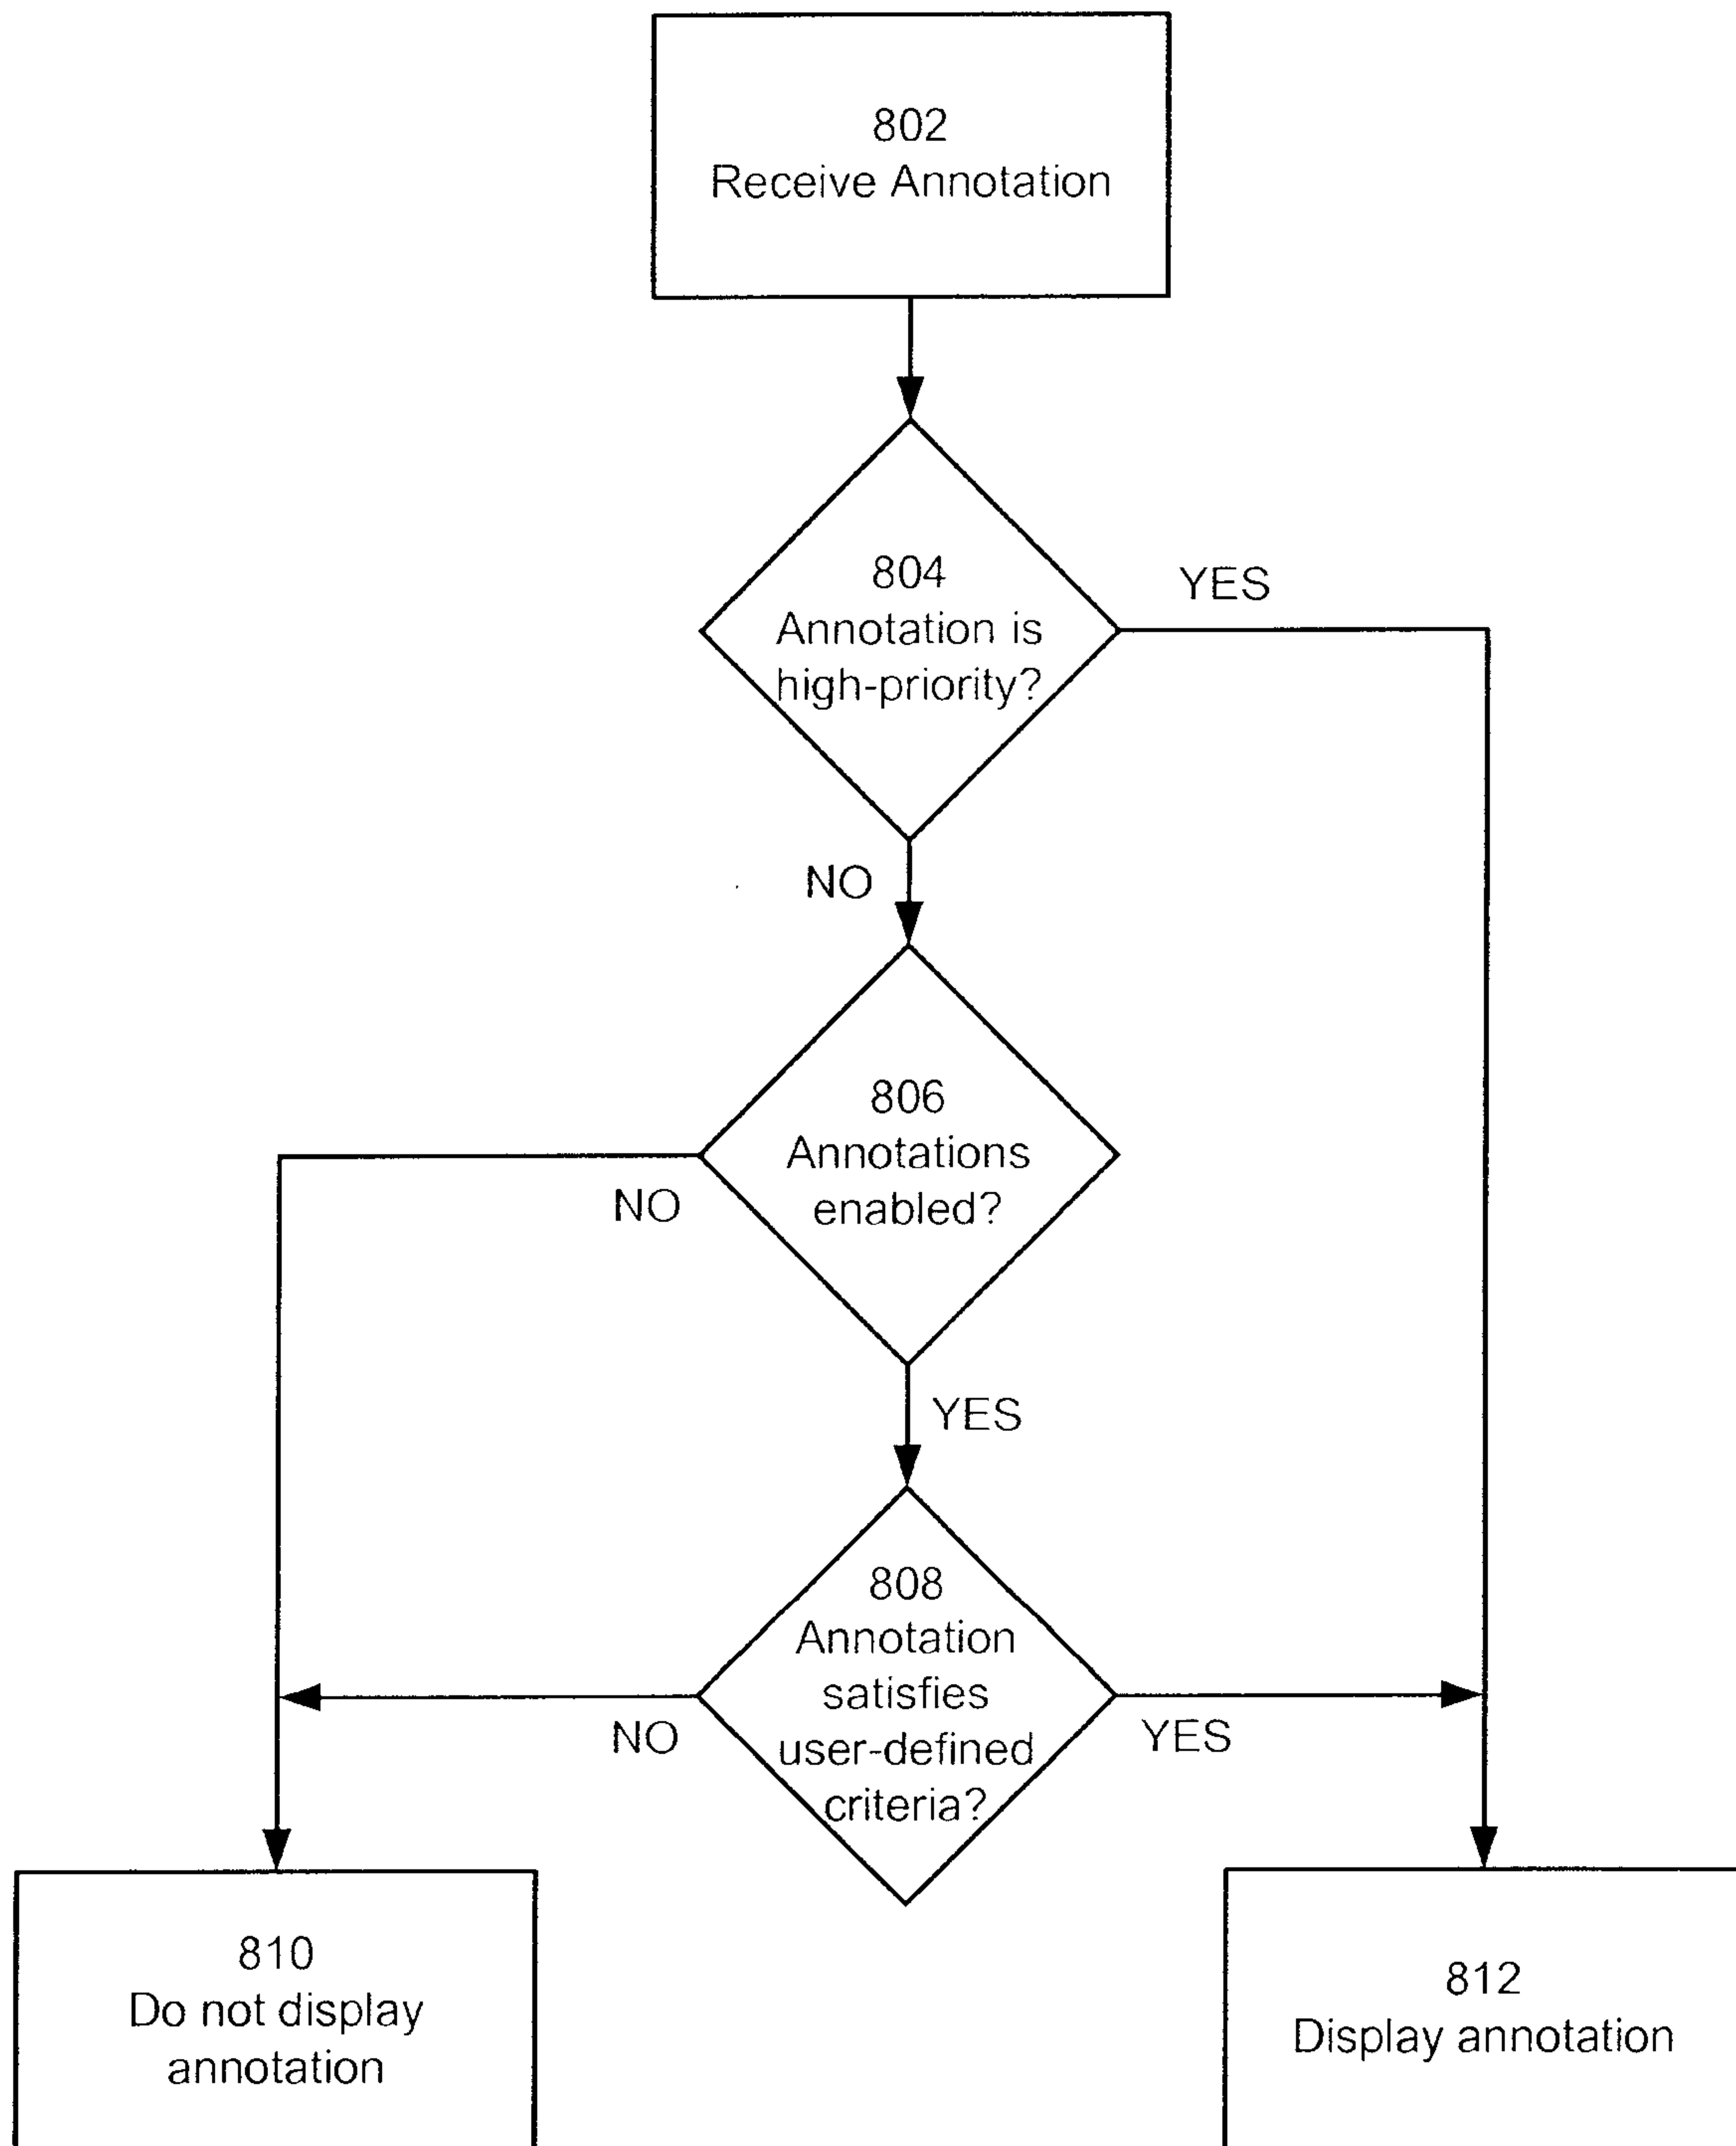 802
Receive Annotation
804
Annotation is
high-priority?
YES
NO
806
Annotations
enabled?
NO
YES
808
Annotation
satisfies
user-defined
criteria?
NO
YES
810
Do not display
annotation
812
Display annotation